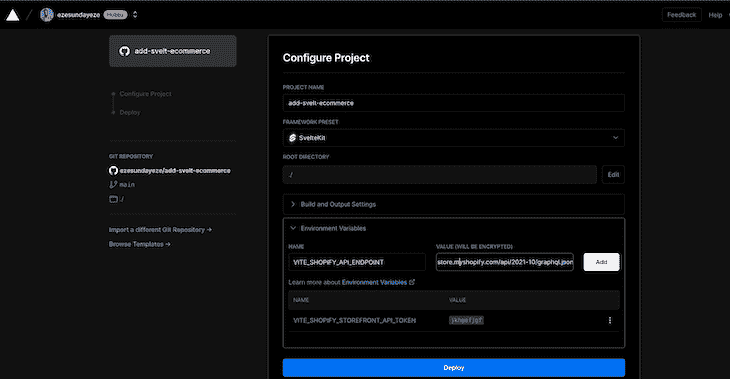 ezesundayeze Hobby Feedback Help
add-svelt-ecommerce
Configure Project
Deploy
GIT REPOSITORY
ezesundayeze/add-svelt-ecommerce
main
./
Import a different Git Repository →
Browse Templates →
Configure Project
PROJECT NAME
add-svelt-ecommerce
FRAMEWORK PRESET
SvelteKit
ROOT DIRECTORY
./ Edit
Build and Output Settings
Environment Variables
NAME VALUE (WILL BE ENCRYPTED)
VITE_SHOPIFY_API_ENDPOINT store.myshopify.com/api/2021-10/graphql.json Add
Learn more about Environment Variables
NAME VALUE
VITE_SHOPIFY_STOREFRONT_API_TOKEN
Deploy